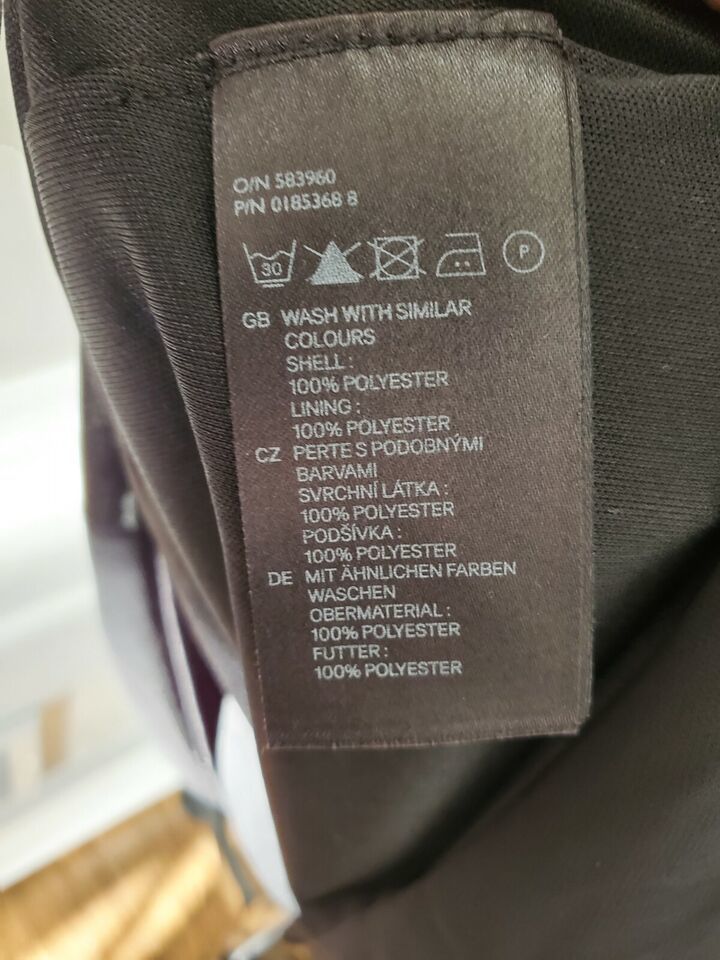 O/N 583960
P/N 0185368 8
30 P
GB WASH WITH SIMILAR
COLOURS
SHELL :
100% POLYESTER
LINING :
100% POLYESTER
CZ PERTE S PODOBNÝMI
BARVAMI
SVRCHNÍ LÁTKA :
100% POLYESTER
PODŠÍVKA :
100% POLYESTER
DE MIT ÄHNLICHEN FARBEN
WASCHEN
OBERMATERIAL :
100% POLYESTER
FUTTER :
100% POLYESTER